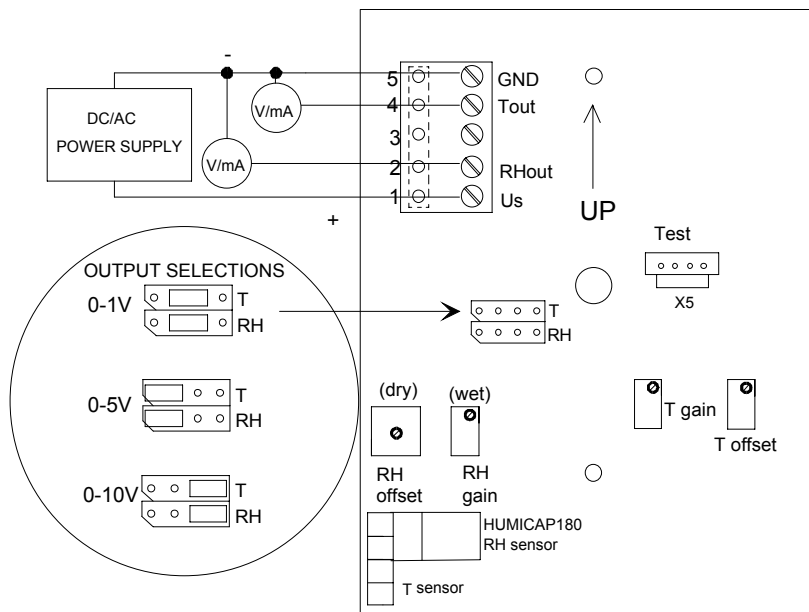 -
DC/AC
POWER SUPPLY
V/mA
V/mA
5 GND
4 Tout
3
2 RHout
1 Us
+
UP
Test
X5
OUTPUT SELECTIONS
0-1V
T
RH
0-5V
T
RH
0-10V
T
RH
T
RH
(dry)
(wet)
RH
offset
RH
gain
T gain
T offset
HUMICAP180
RH sensor
T sensor